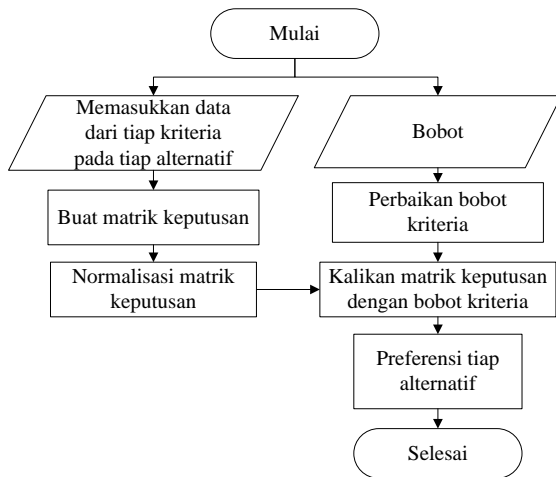 Mulai
Memasukkan data
dari tiap kriteria
pada tiap alternatif
Bobot
Buat matrik keputusan
Perbaikan bobot
kriteria
Normalisasi matrik
keputusan
Kalikan matrik keputusan
dengan bobot kriteria
Preferensi tiap
alternatif
Selesai